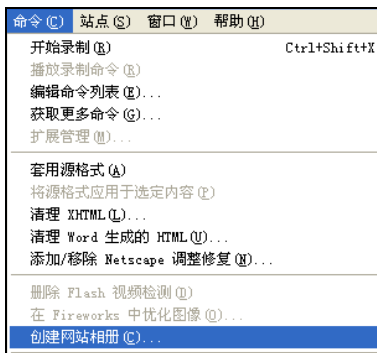 命令(C) 站点(S) 窗口(W) 帮助(H)
开始录制(R) Ctrl+Shift+X
播放录制命令(R)
编辑命令列表(E)...
获取更多命令(G)...
扩展管理(M)...
套用源格式(A)
将源格式应用于选定内容(P)
清理 XHTML(L)...
清理 Word 生成的 HTML(U)...
添加/移除 Netscape 调整修复(N)...
删除 Flash 视频检测(D)
在 Fireworks 中优化图像(O)...
创建网站相册(C)...